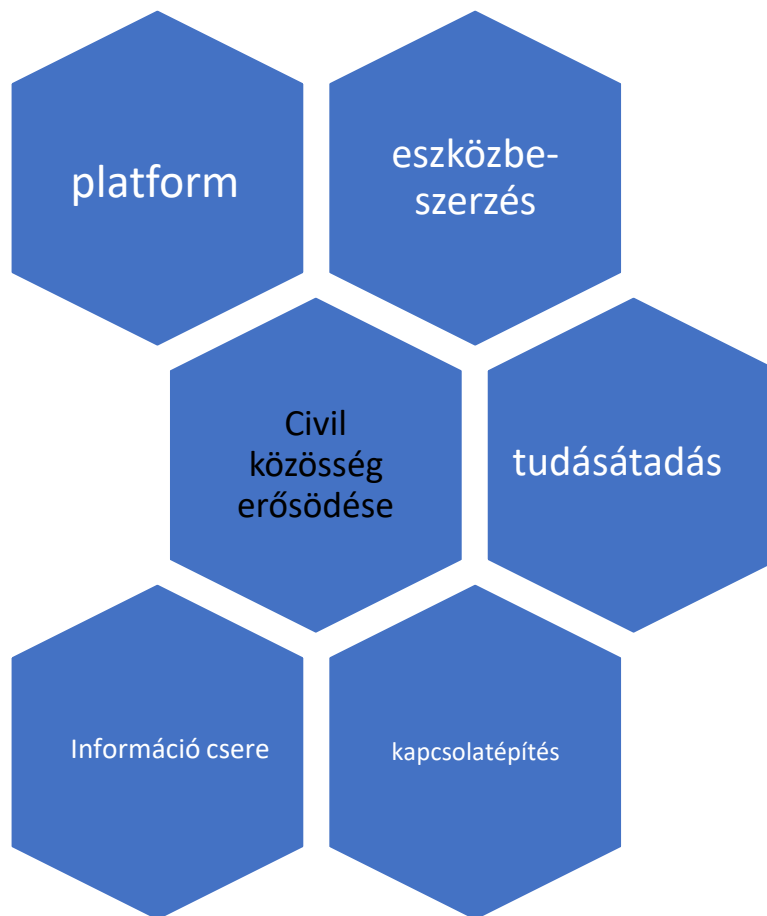 platform
eszközbe-
szerzés
Civil
közösség
erősödése
tudásátadás
Információ csere
kapcsolatépítés